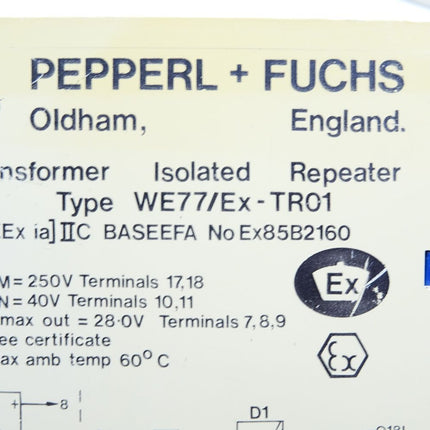 PEPPERL + FUCHS
Oldham, England.
nsformer Isolated Repeater
Type WE77/Ex-TR01
Ex ia]IIC BASEEFA No Ex85B2160
M = 250V Terminals 17,18
N = 40V Terminals 10,11
max out = 28·0V Terminals 7,8,9
ee certificate
ax amb temp 60°C
Ex
εx
+ 8
D1